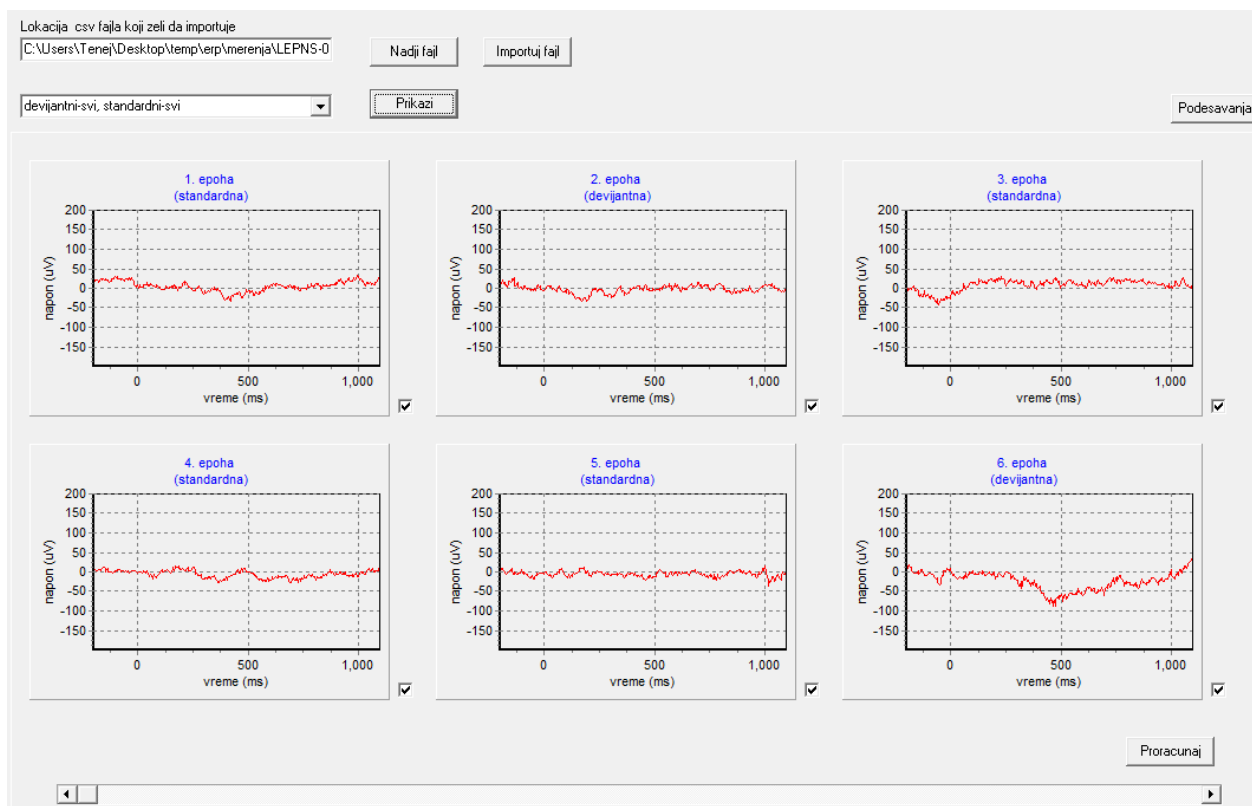 Lokacija csv fajla koji zeli da importuje
C:\Users\Tenej\Desktop\temp\erp\merenja\LEPNS-0
Nadji fajl
Importuj fajl
devijantni-svi, standardni-svi
Prikazi
Podesavanja
1. epoha
(standardna)
200
150
100
50
0
-50
-100
-150
napon (uV)
0 500 1,000
vreme (ms)
2. epoha
(devijantna)
200
150
100
50
0
-50
-100
-150
napon (uV)
0 500 1,000
vreme (ms)
3. epoha
(standardna)
200
150
100
50
0
-50
-100
-150
napon (uV)
0 500 1,000
vreme (ms)
4. epoha
(standardna)
200
150
100
50
0
-50
-100
-150
napon (uV)
0 500 1,000
vreme (ms)
5. epoha
(standardna)
200
150
100
50
0
-50
-100
-150
napon (uV)
0 500 1,000
vreme (ms)
6. epoha
(devijantna)
200
150
100
50
0
-50
-100
-150
napon (uV)
0 500 1,000
vreme (ms)
Proracunaj